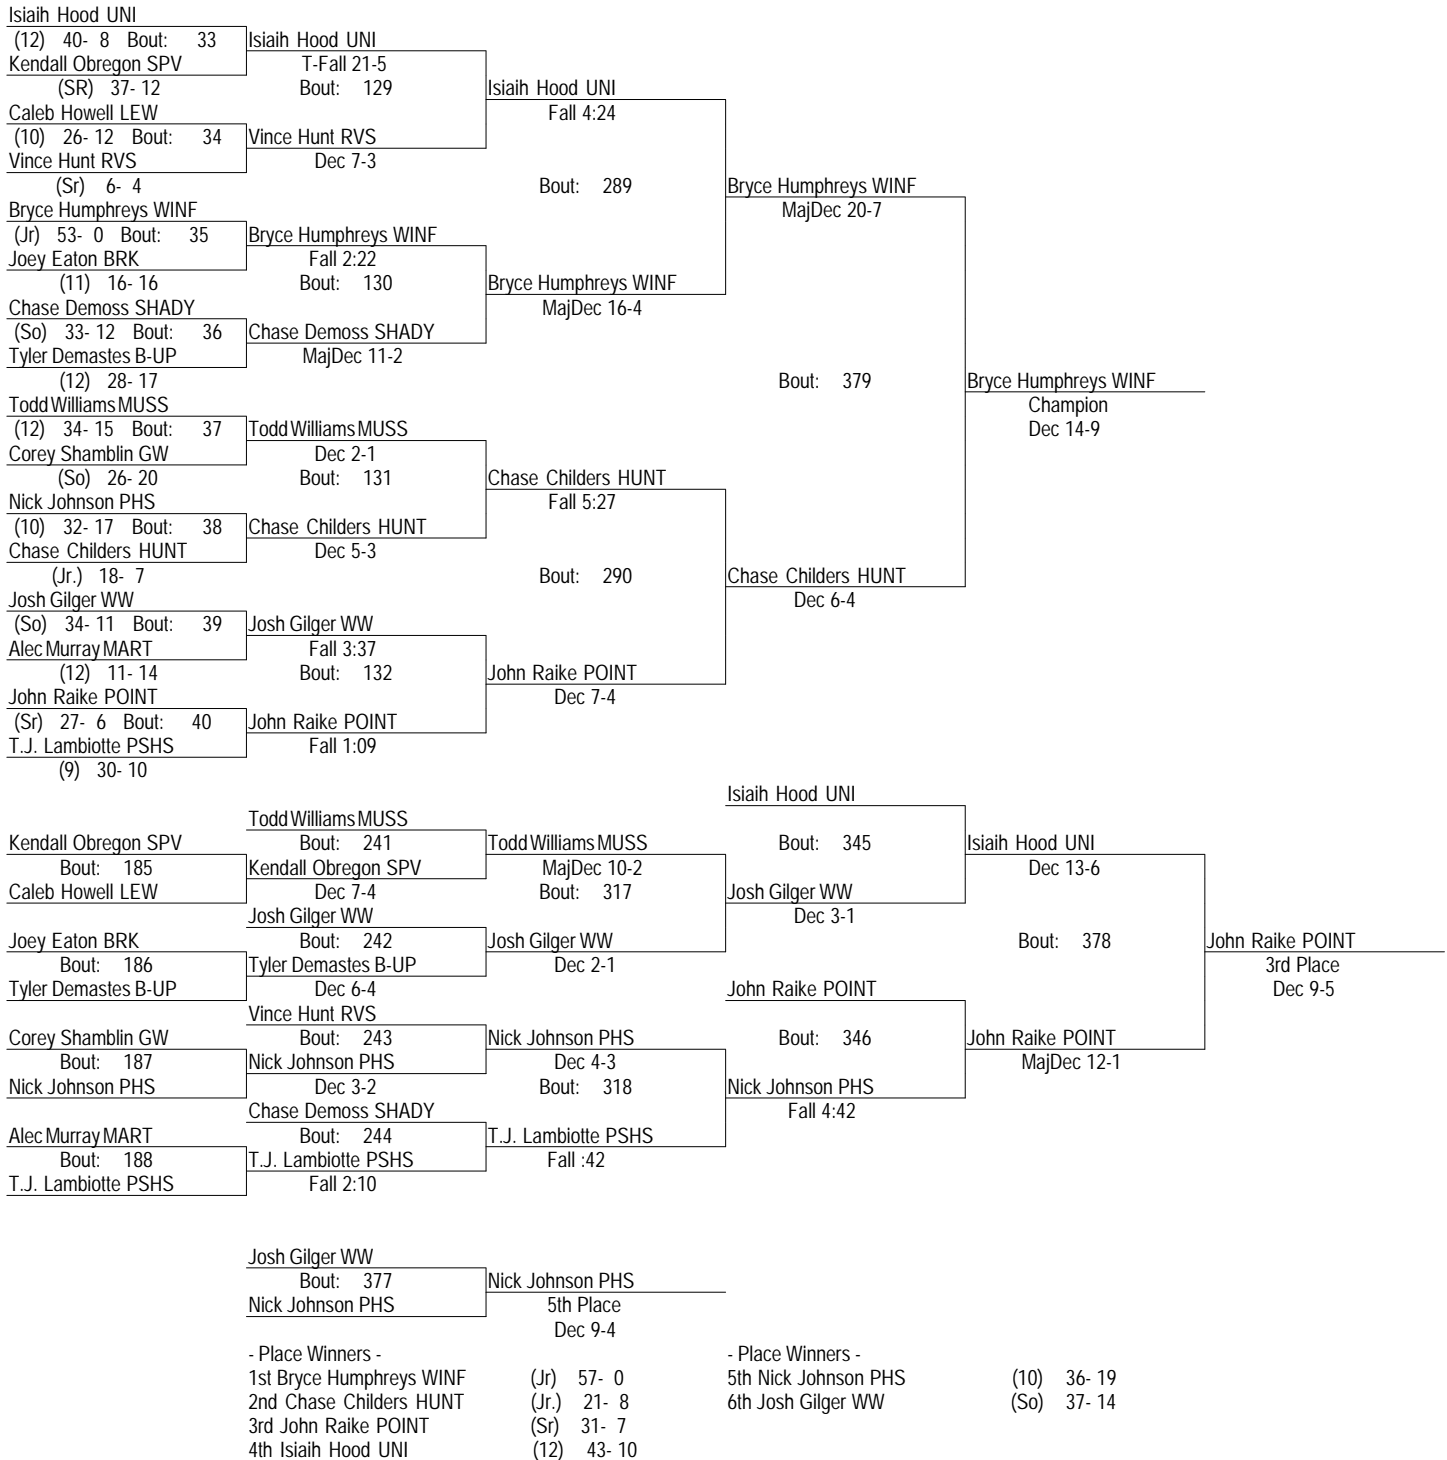 Isiaih Hood UNI
(12) 40- 8 Bout: 33 Isiaih Hood UNI
Kendall Obregon SPV T-Fall 21-5
(SR) 37- 12 Bout: 129 Isiaih Hood UNI
Caleb Howell LEW Fall 4:24
(10) 26- 12 Bout: 34 Vince Hunt RVS
Vince Hunt RVS Dec 7-3
(Sr) 6- 4 Bout: 289 Bryce Humphreys WINF
Bryce Humphreys WINF MajDec 20-7
(Jr) 53- 0 Bout: 35 Bryce Humphreys WINF
Joey Eaton BRK Fall 2:22
(11) 16- 16 Bout: 130 Bryce Humphreys WINF
Chase Demoss SHADY MajDec 16-4
(So) 33- 12 Bout: 36 Chase Demoss SHADY
Tyler Demastes B-UP MajDec 11-2
(12) 28- 17 Bout: 379 Bryce Humphreys WINF
Todd Williams MUSS Champion
(12) 34- 15 Bout: 37 Todd Williams MUSS Dec 14-9
Corey Shamblin GW Dec 2-1
(So) 26- 20 Bout: 131 Chase Childers HUNT
Nick Johnson PHS Fall 5:27
(10) 32- 17 Bout: 38 Chase Childers HUNT
Chase Childers HUNT Dec 5-3
(Jr.) 18- 7 Bout: 290 Chase Childers HUNT
Josh Gilger WW Dec 6-4
(So) 34- 11 Bout: 39 Josh Gilger WW
Alec Murray MART Fall 3:37
(12) 11- 14 Bout: 132 John Raike POINT
John Raike POINT Dec 7-4
(Sr) 27- 6 Bout: 40 John Raike POINT
T.J. Lambiotte PSHS Fall 1:09
(9) 30- 10
Isiaih Hood UNI
Todd Williams MUSS
Kendall Obregon SPV Bout: 241 Todd Williams MUSS Bout: 345 Isiaih Hood UNI
Bout: 185 Kendall Obregon SPV MajDec 10-2 Dec 13-6
Caleb Howell LEW Dec 7-4 Bout: 317 Josh Gilger WW
Josh Gilger WW Dec 3-1
Joey Eaton BRK Bout: 242 Josh Gilger WW Bout: 378 John Raike POINT
Bout: 186 Tyler Demastes B-UP Dec 2-1 3rd Place
Tyler Demastes B-UP Dec 6-4 John Raike POINT Dec 9-5
Vince Hunt RVS
Corey Shamblin GW Bout: 243 Nick Johnson PHS Bout: 346 John Raike POINT
Bout: 187 Nick Johnson PHS Dec 4-3 MajDec 12-1
Nick Johnson PHS Dec 3-2 Bout: 318 Nick Johnson PHS
Chase Demoss SHADY Fall 4:42
Alec Murray MART Bout: 244 T.J. Lambiotte PSHS
Bout: 188 T.J. Lambiotte PSHS Fall :42
T.J. Lambiotte PSHS Fall 2:10
Josh Gilger WW
Bout: 377 Nick Johnson PHS
Nick Johnson PHS 5th Place
Dec 9-4
- Place Winners - - Place Winners -
1st Bryce Humphreys WINF (Jr) 57- 0 5th Nick Johnson PHS (10) 36- 19
2nd Chase Childers HUNT (Jr.) 21- 8 6th Josh Gilger WW (So) 37- 14
3rd John Raike POINT (Sr) 31- 7
4th Isiaih Hood UNI (12) 43- 10